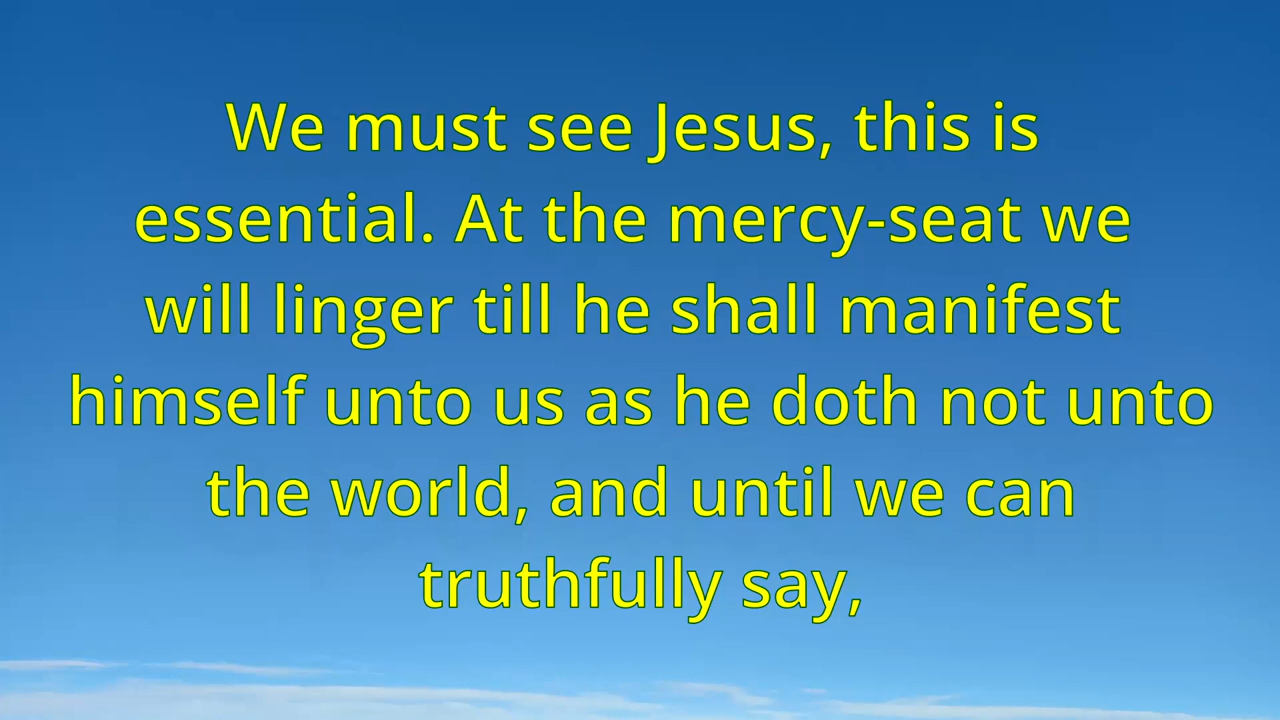 We must see Jesus, this is
essential. At the mercy-seat we
will linger till he shall manifest
himself unto us as he doth not unto
the world, and until we can
truthfully say,